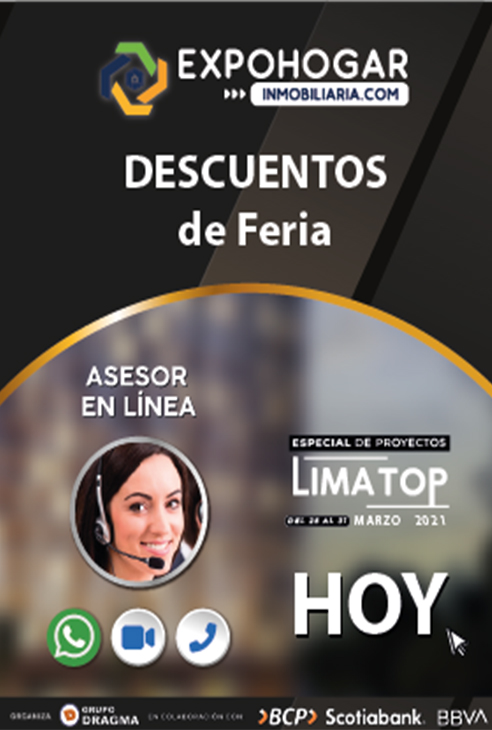 EXPOHOGAR
INMOBILIARIA.COM
DESCUENTOS
de Feria
ASESOR
EN LÍNEA
ESPECIAL DE PROYECTOS
LIMATOP
DEL 26 AL 31 MARZO 2021
HOY
ORGANIZA GRUPO DRAGMA EN COLABORACIÓN CON BCP Scotiabank. BBVA